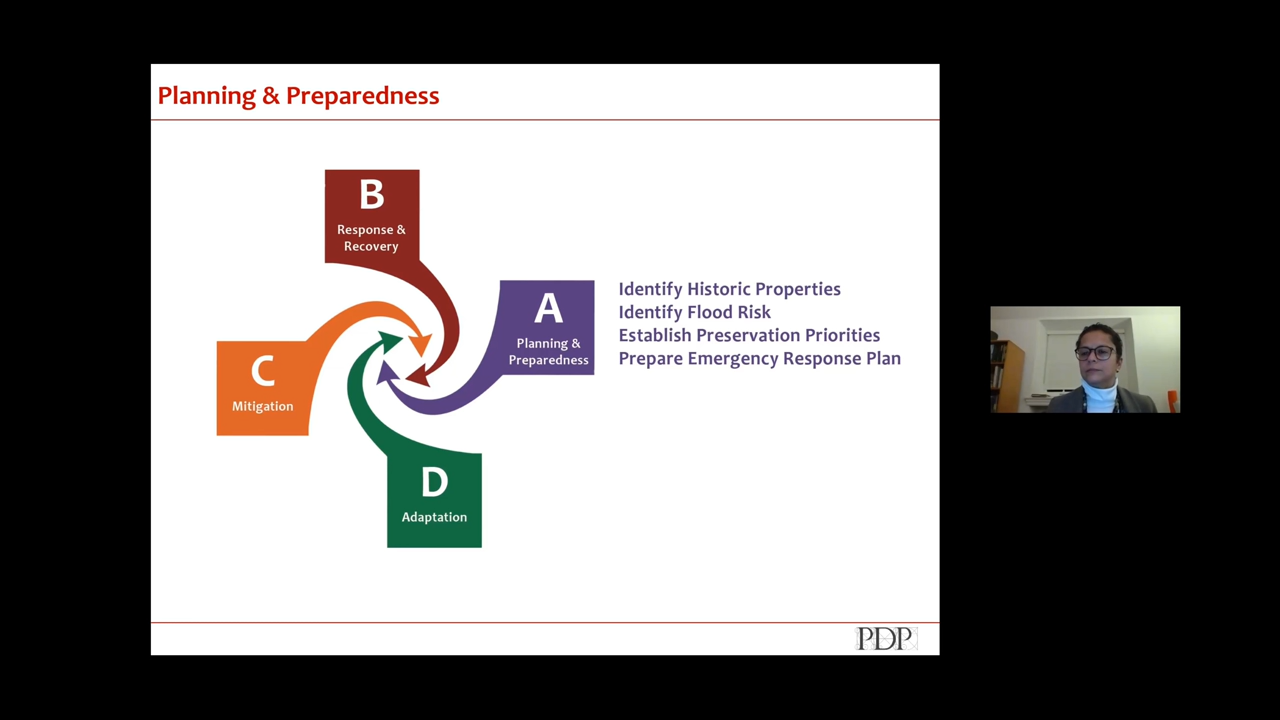 Planning & Preparedness
B
Response &
Recovery
A
Planning &
Preparedness
Identify Historic Properties
Identify Flood Risk
Establish Preservation Priorities
Prepare Emergency Response Plan
C
Mitigation
D
Adaptation
PDP